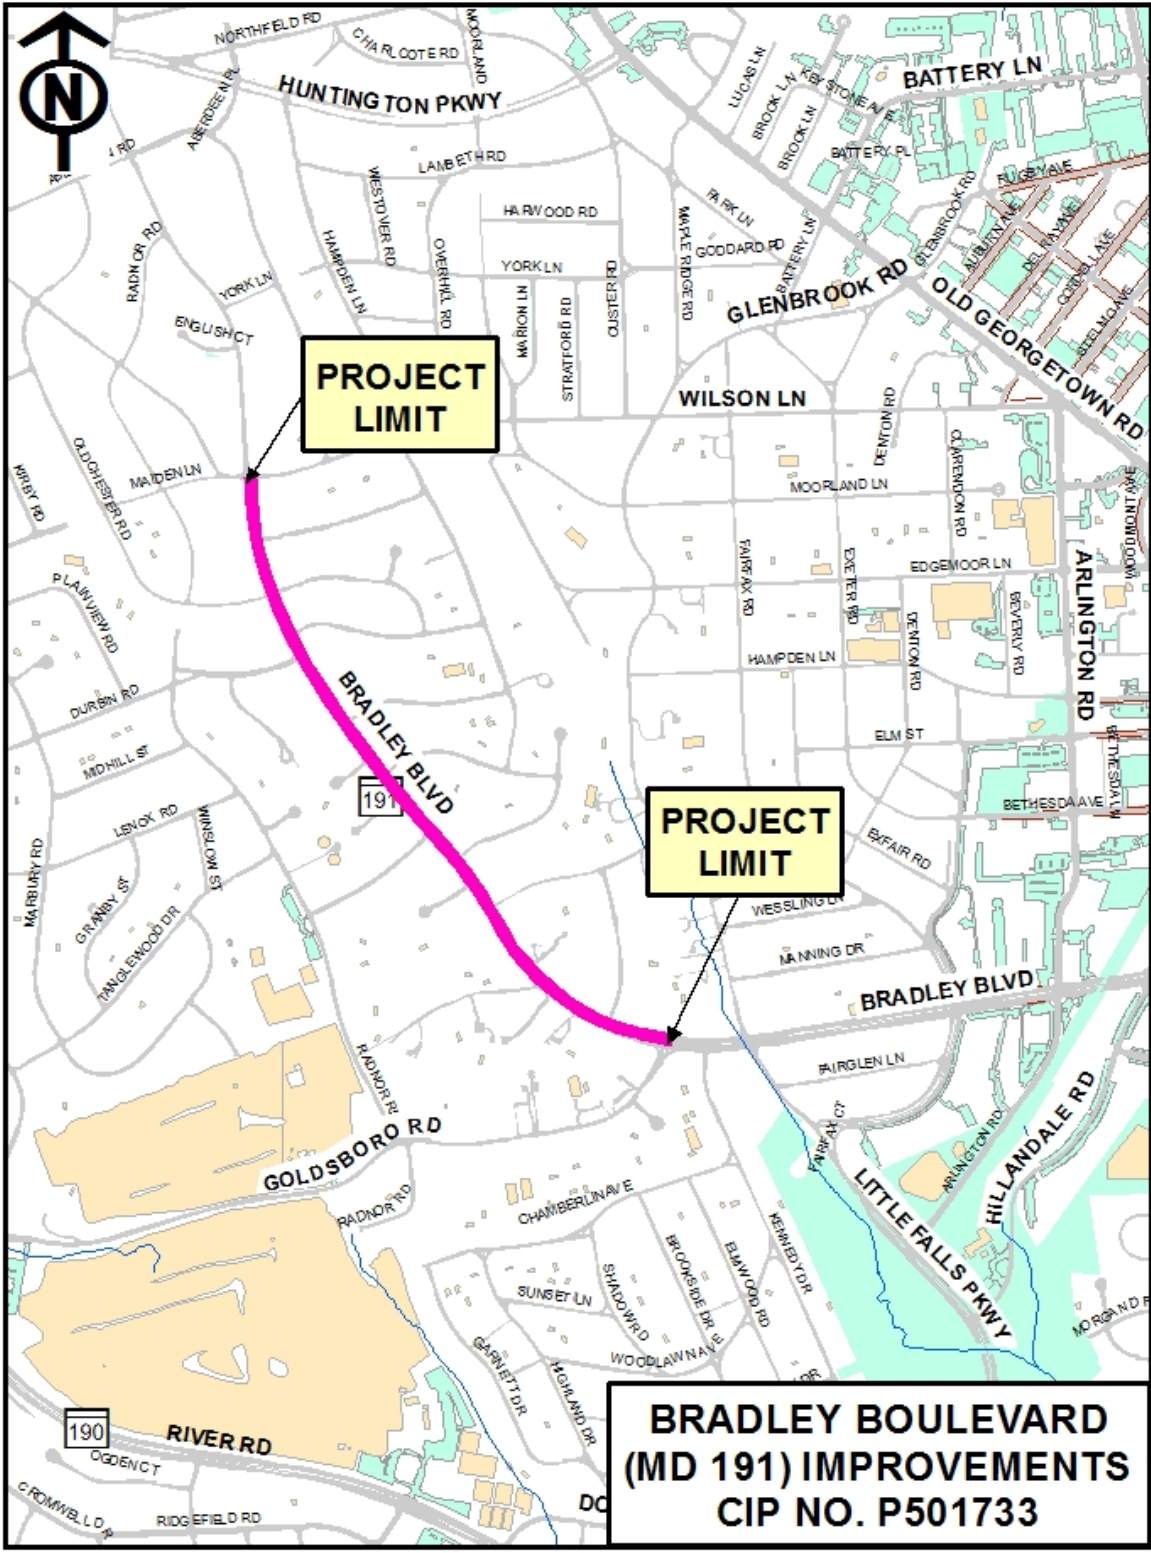 NORTHFIELD RD
CHARLCOTE RD
MOORLAND
N
HUNTINGTON PKWY
ABERDEEN PL
LUCAS LN
BROOK LN
KEYSTONE AVE
BATTERY LN
BROOK LN
BATTERY PL
LAMBETH RD
WESTOVER RD
RUGBY AVE
HARWOOD RD
PARK LN
GLENBROOK RD
AUBURN AVE
DEL RAY AVE
CORDELL AVE
ST ELMO AVE
RADNOR RD
HAMPDEN LN
OVERHILL RD
MAPLE RIDGE RD
GODDARD RD
BATTERY LN
YORK LN
YORK LN
CUSTER RD
MARION LN
STRATFORD RD
GLENBROOK RD
OLD GEORGETOWN RD
ENGLISH CT
PROJECT
LIMIT
WILSON LN
DENTON RD
CLARENDON RD
OLDCHESTER RD
MAIDEN LN
KIRBY RD
MOORLAND LN
WOODMONT AVE
FAIRFAX RD
EXETER RD
EDGEMOOR LN
ARLINGTON RD
PLAINVIEW RD
BEVERLY RD
DENTON RD
HAMPDEN LN
DURBIN RD
BRADLEY BLVD
191
ELM ST
BETHESDA LN
MIDHILL ST
BETHESDA AVE
LENOX RD
WINSLOW ST
PROJECT
LIMIT
EXFAIR RD
MARBURY RD
GRANBY ST
TANGLEWOOD DR
WESSLING LN
MANNING DR
BRADLEY BLVD
FAIRGLEN LN
RADNOR R
GOLDSBORO RD
FAIRFAX CT
ARLINGTON RD
HILLANDALE RD
LITTLE FALLS PKWY
RADNOR RD
CHAMBERLIN AVE
BROOKSIDE DR
ELMWOOD RD
KENNEDY DR
SHADOW RD
SUNSET LN
GARNETT DR
HIGHLAND DR
WOODLAWN AVE
DR
MORGAN D
190
RIVER RD
OGDEN CT
CROMWELL DR
RIDGEFIELD RD
DO
BRADLEY BOULEVARD
(MD 191) IMPROVEMENTS
CIP NO. P501733